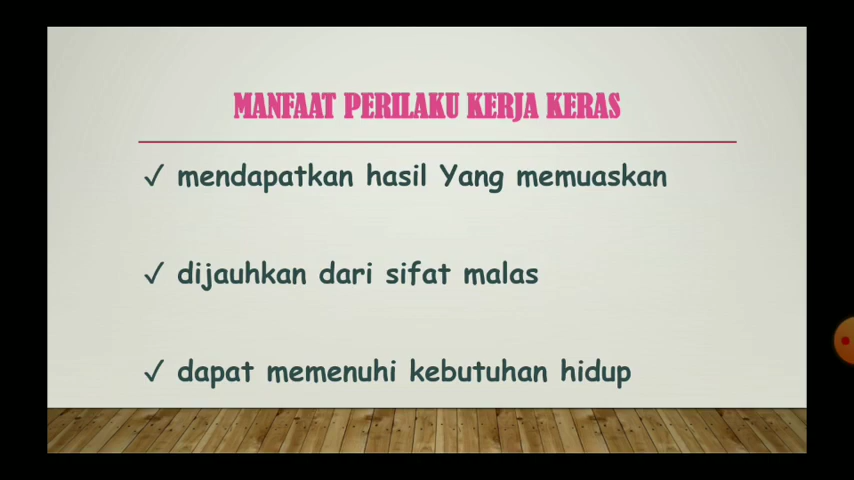 MANFAAT PERILAKU KERJA KERAS
✓ mendapatkan hasil Yang memuaskan
✓ dijauhkan dari sifat malas
✓ dapat memenuhi kebutuhan hidup